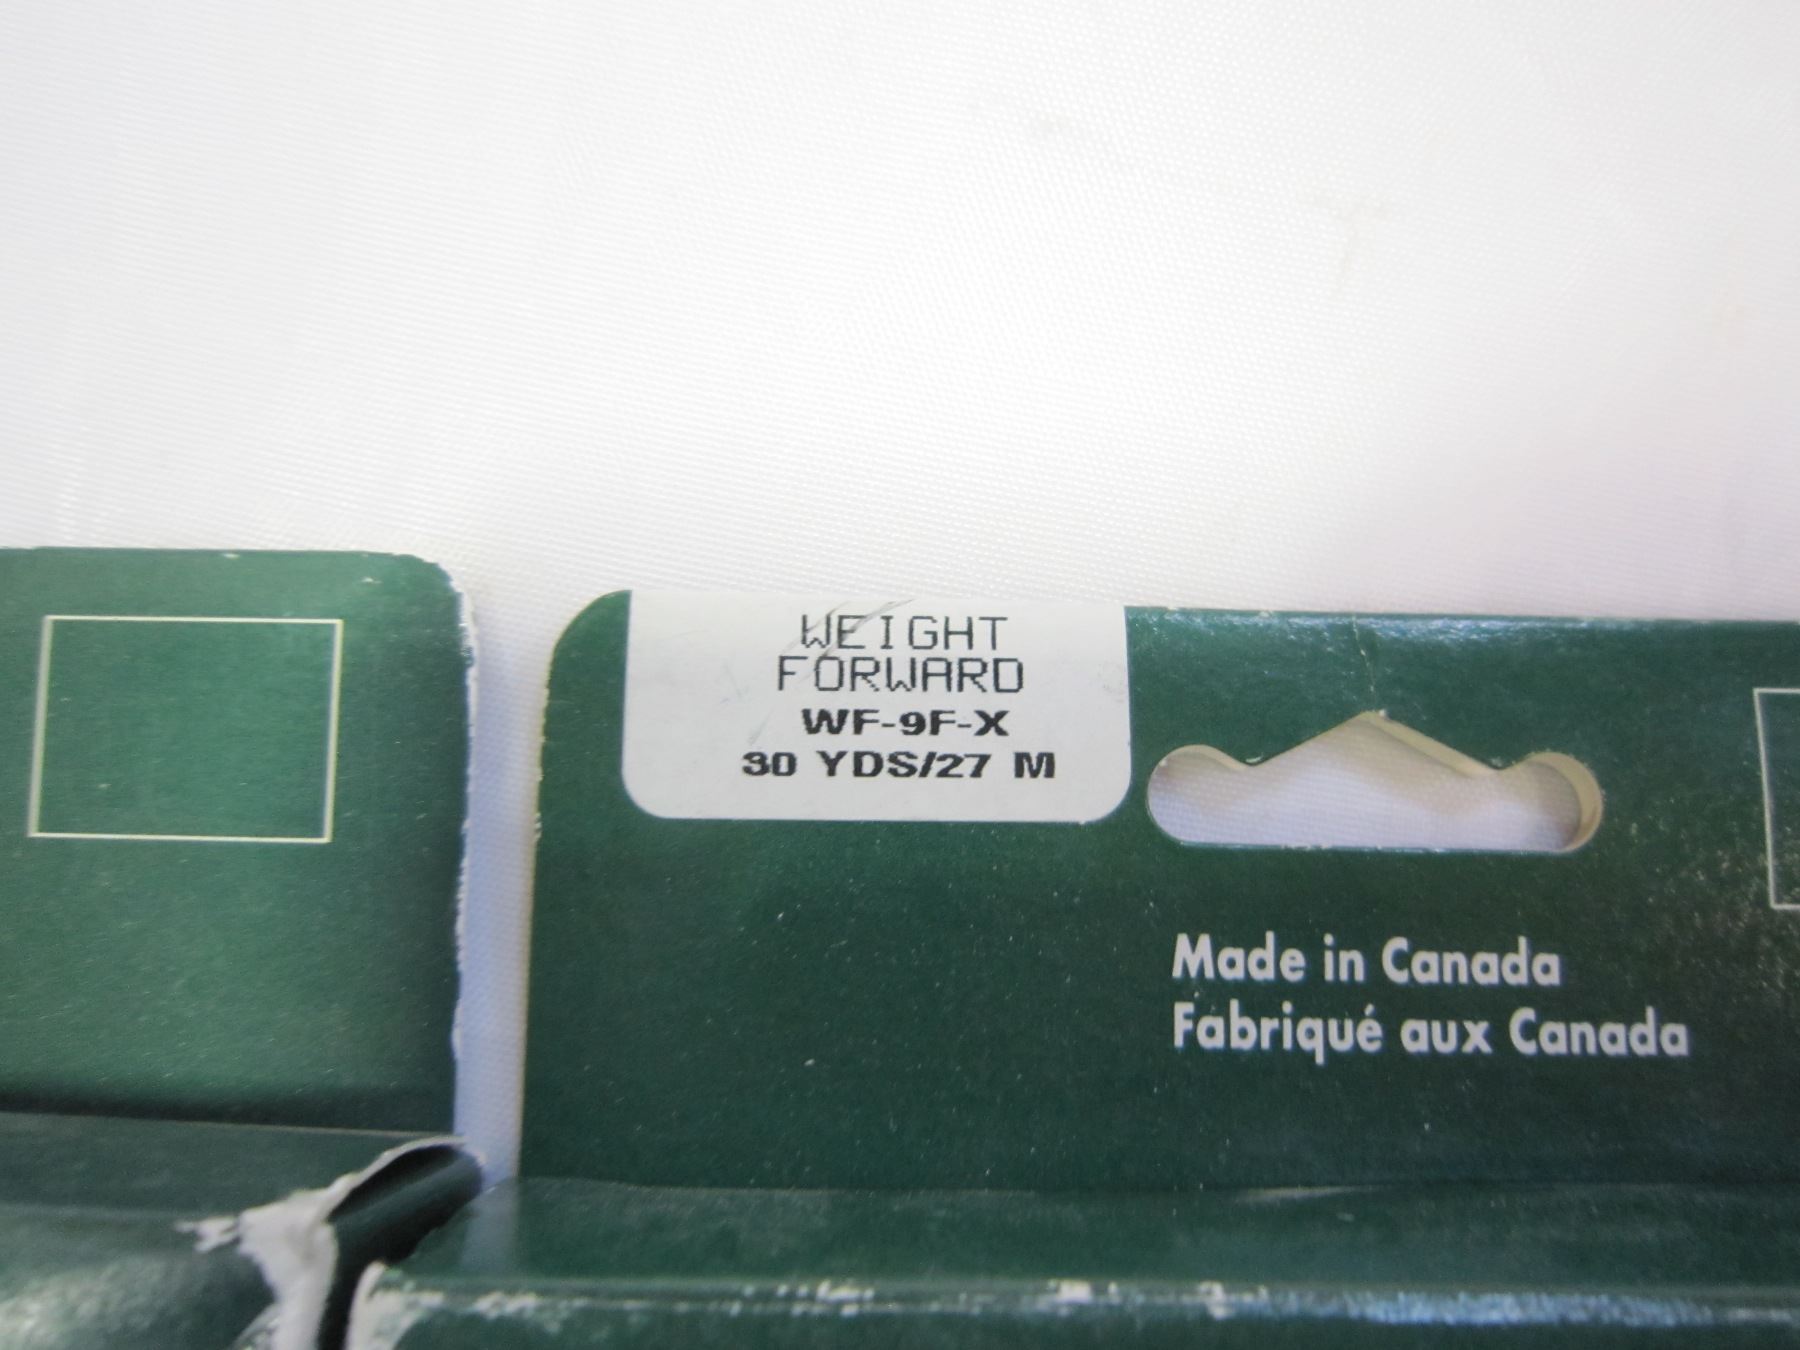 WEIGHT
FORWARD
WF-9F-X
30 YDS/27 M
Made in Canada
Fabriqué aux Canada